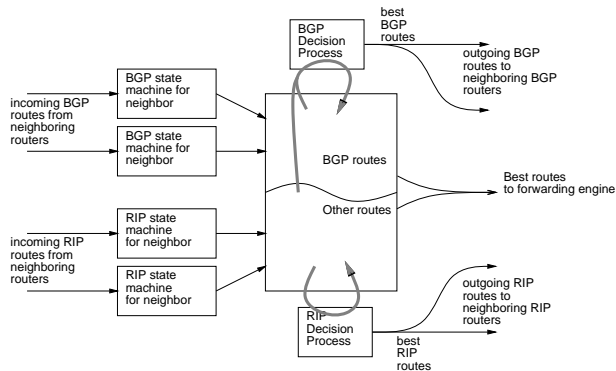 BGP
Decision
Process
best
BGP
routes
outgoing BGP
routes to
neighboring BGP
routers
BGP state
machine for
neighbor
incoming BGP
routes from
neighboring
routers
BGP state
machine for
neighbor
BGP routes
Best routes
to forwarding engine
Other routes
RIP state
machine
for neighbor
incoming RIP
routes from
neighboring
routers
RIP state
machine
for neighbor
outgoing RIP
routes to
neighboring RIP
routers
RIP
Decision
Process
best
RIP
routes